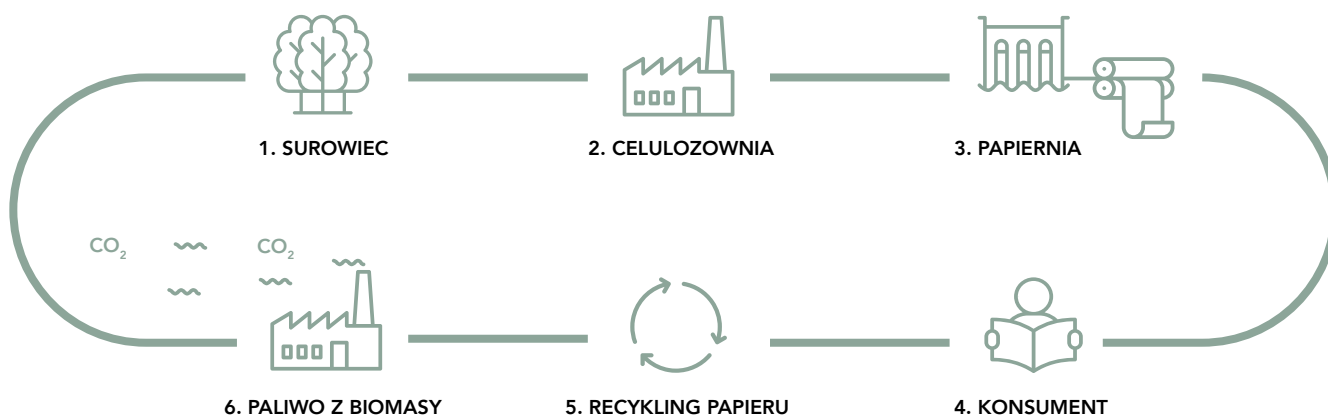 1. SUROWIEC
2. CELULOZOWNIA
3. PAPIERNIA
CO₂
CO₂
6. PALIWO Z BIOMASY
5. RECYKLING PAPIERU
4. KONSUMENT